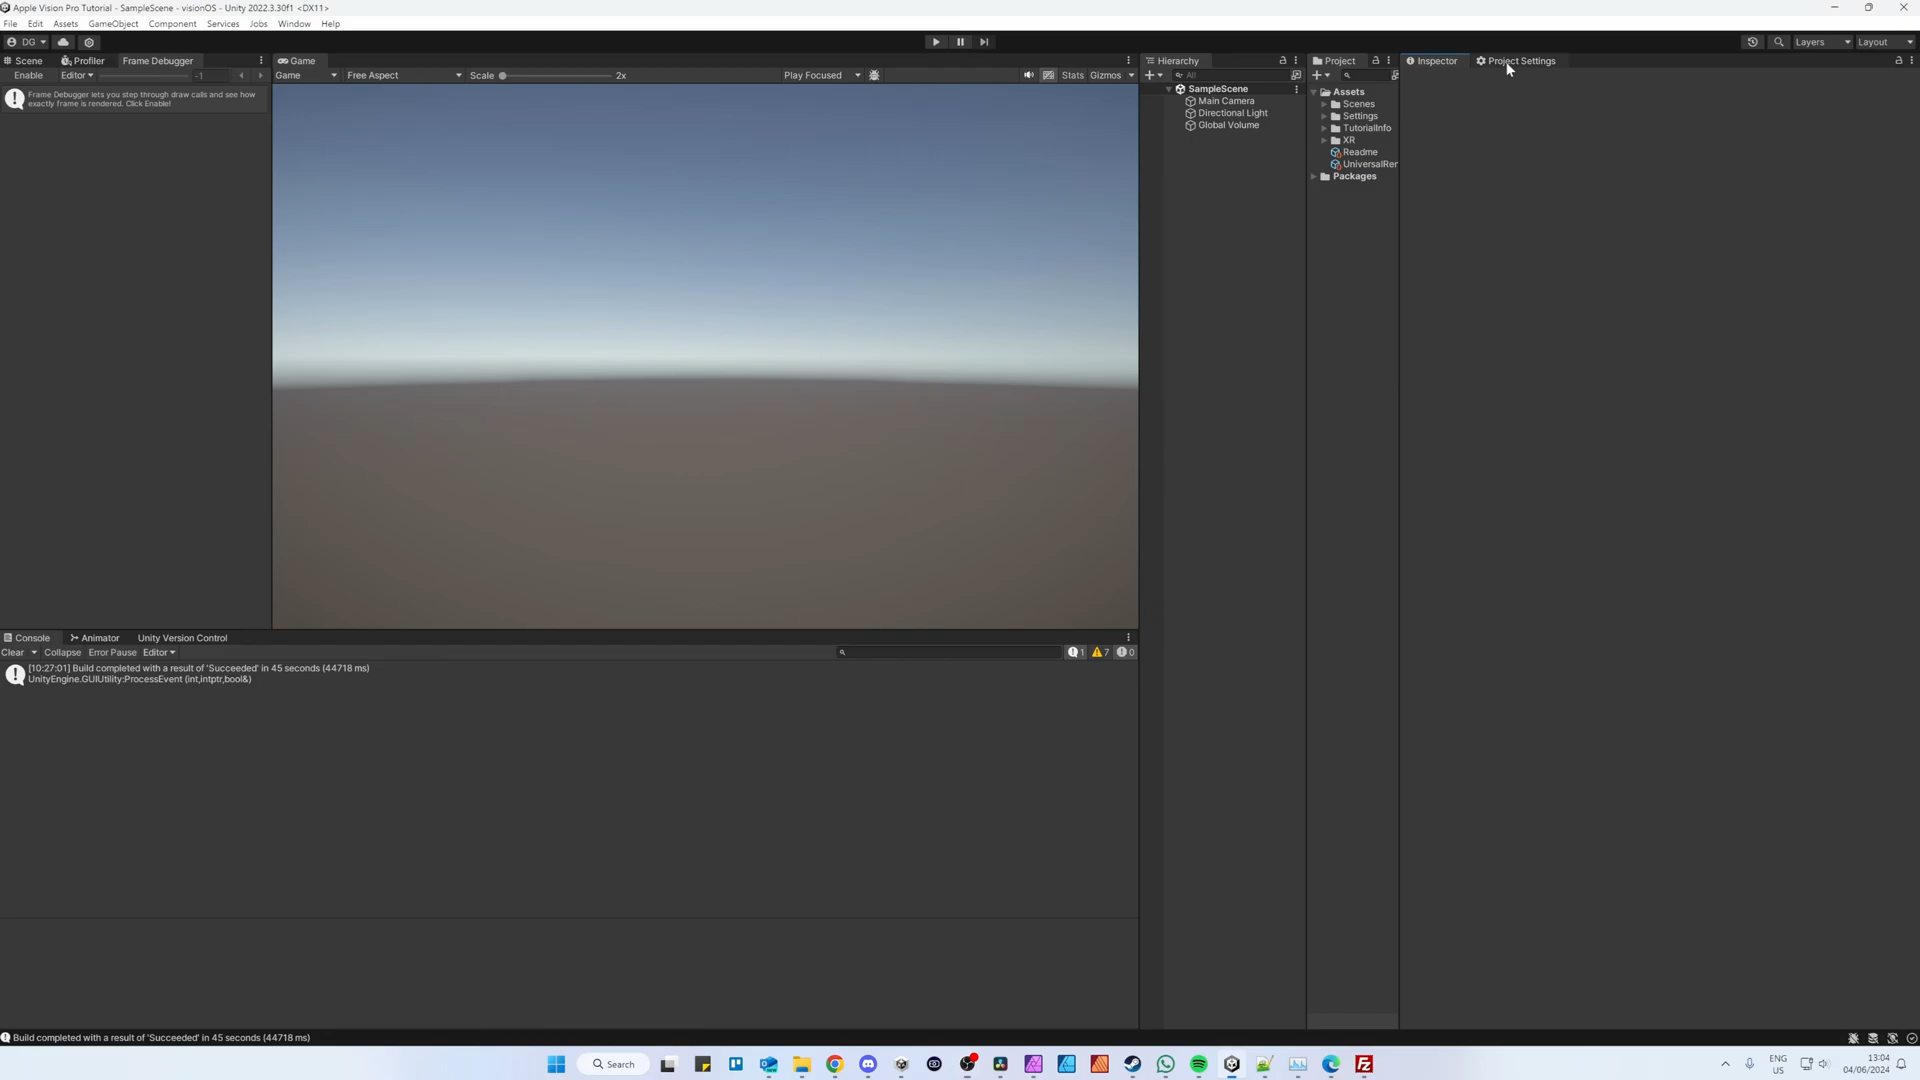 Apple Vision Pro Tutorial - SampleScene - visionOS - Unity 2022.3.30f1 <DX11>
File Edit Assets GameObject Component Services Jobs Window Help
DG Layers Layout
Scene Profiler Frame Debugger Game Hierarchy Project Inspector Project Settings
Enable Editor -1 Game Free Aspect Scale 2x Play Focused Stats Gizmos All
Frame Debugger lets you step through draw calls and see how
exactly frame is rendered. Click Enable!
SampleScene
Main Camera
Directional Light
Global Volume
Assets
Scenes
Settings
TutorialInfo
XR
Readme
UniversalRen
Packages
Console Animator Unity Version Control
Clear Collapse Error Pause Editor 1 7 0
[10:27:01] Build completed with a result of 'Succeeded' in 45 seconds (44718 ms)
UnityEngine.GUIUtility:ProcessEvent (int,intptr,bool&)
Build completed with a result of 'Succeeded' in 45 seconds (44718 ms)
Search
ENG
US
13:04
04/06/2024